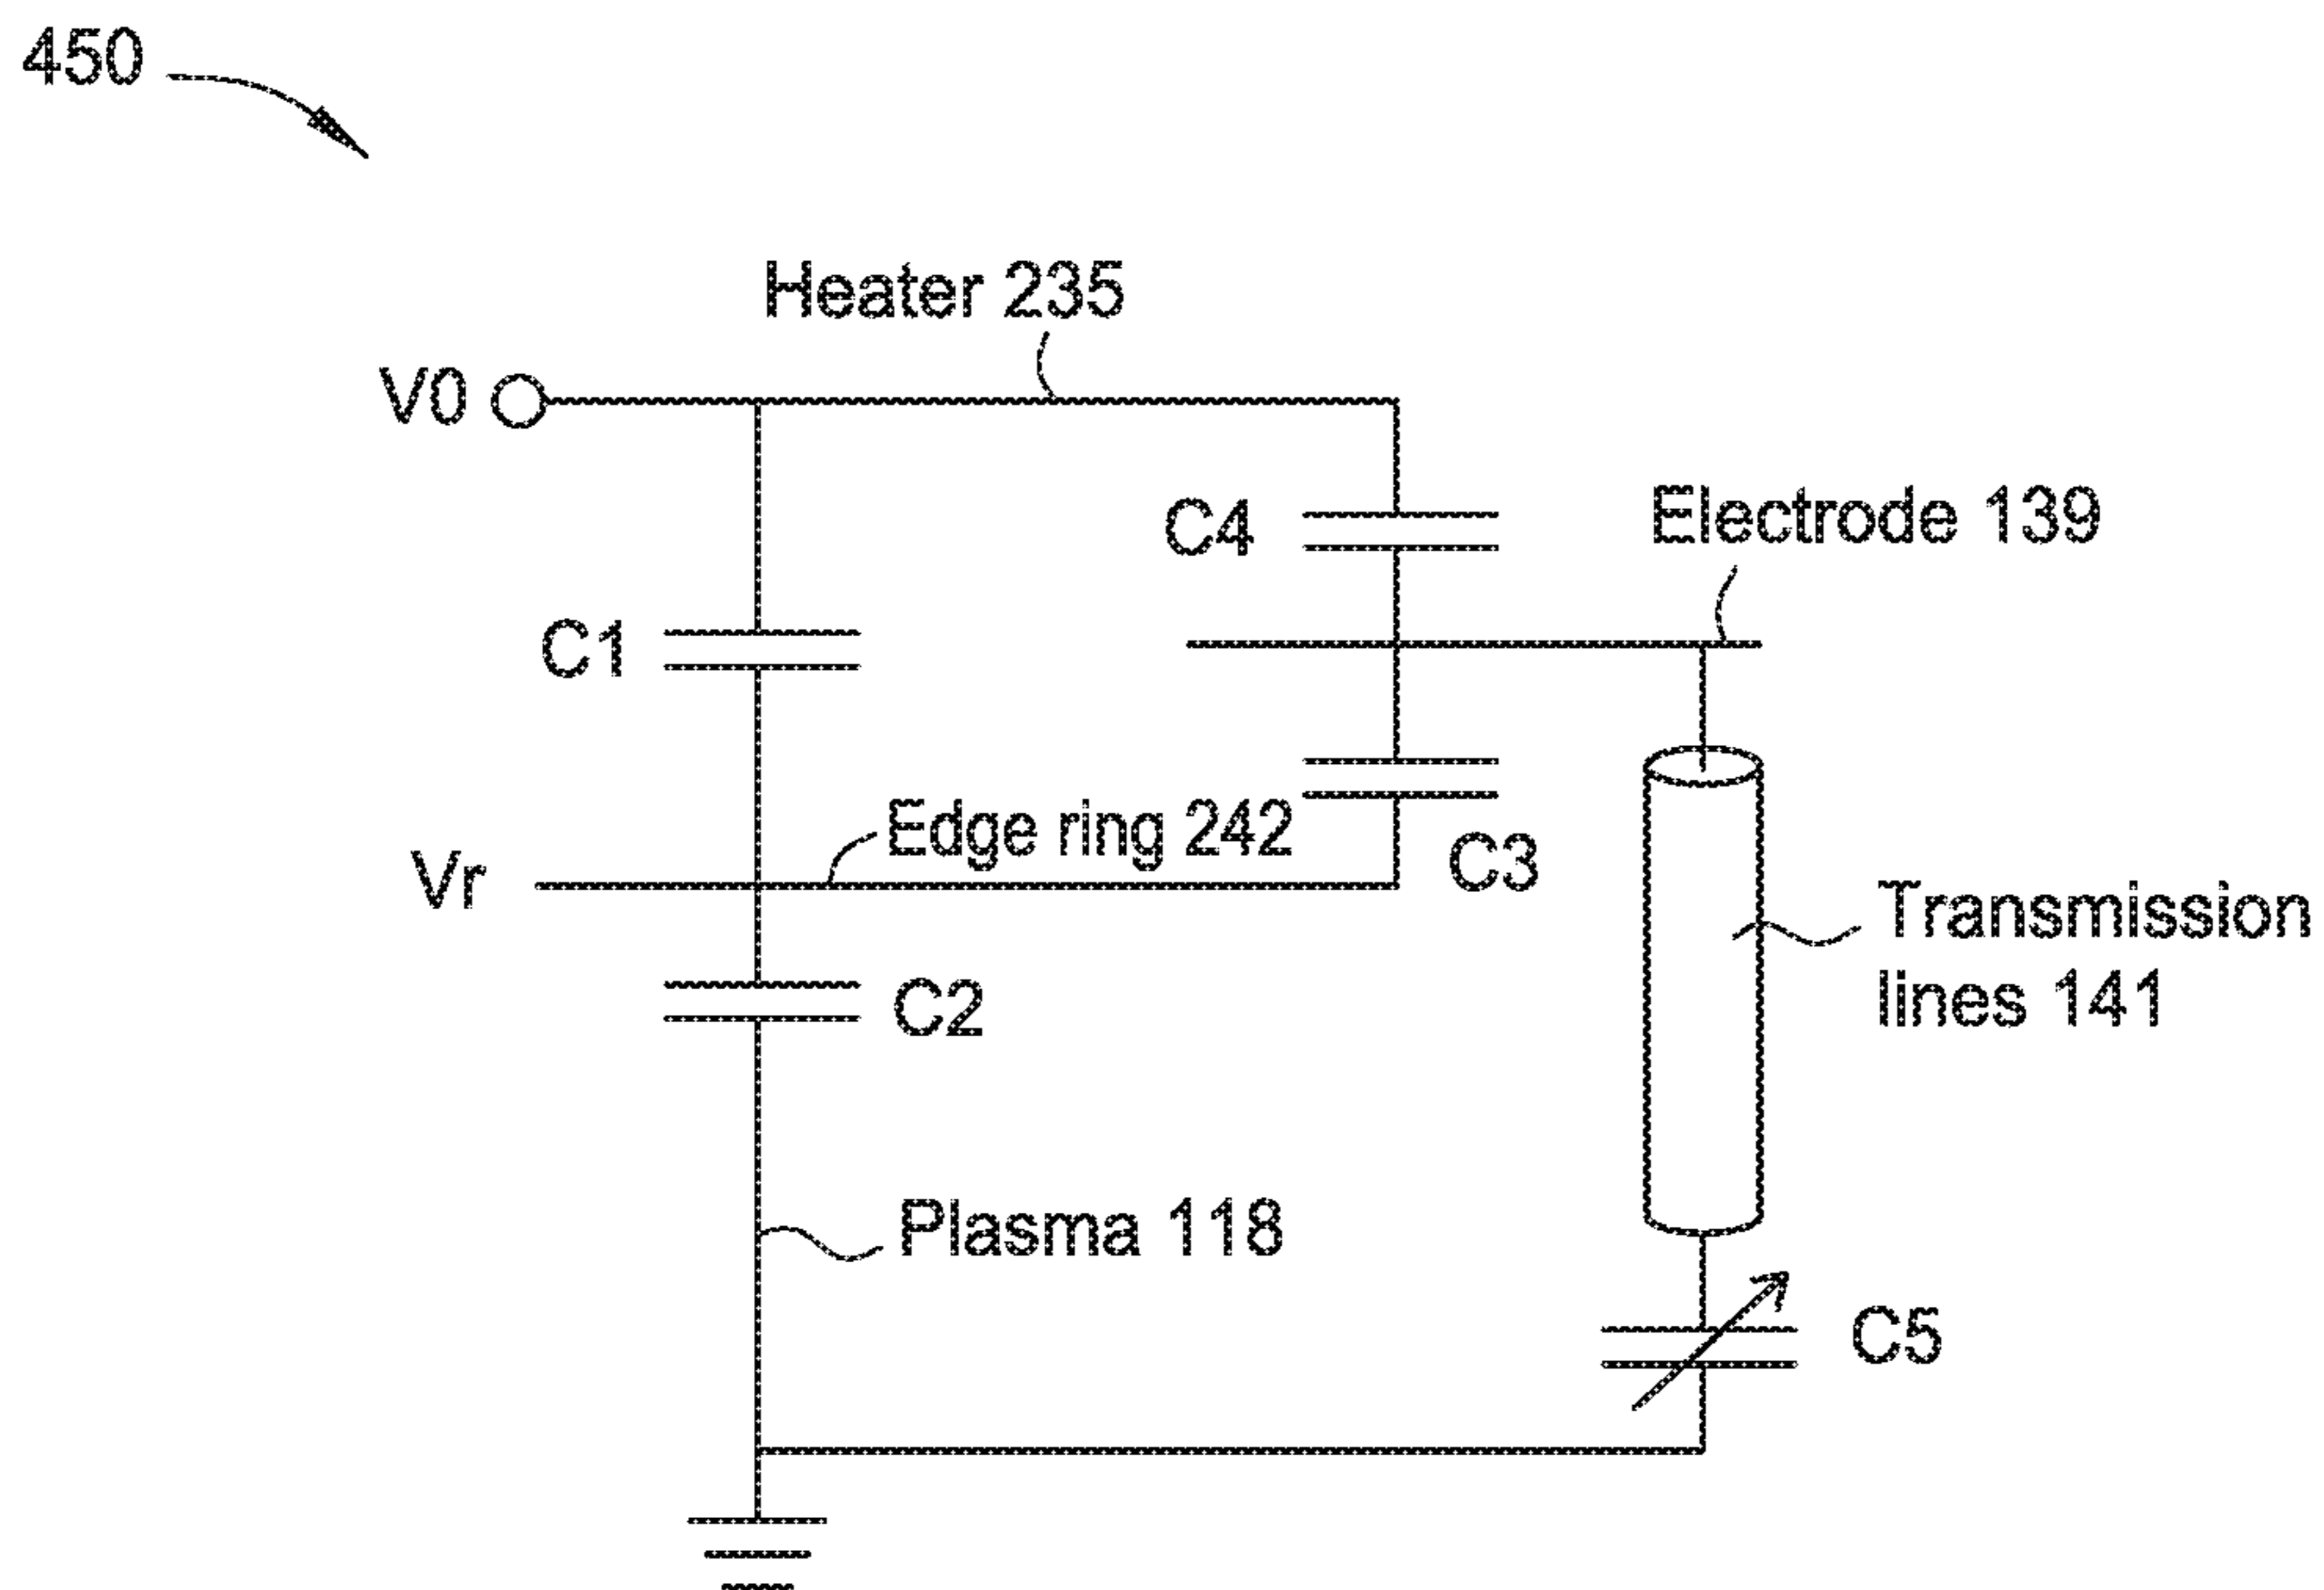 450
Heater 235
V0
C4
Electrode 139
C1
Edge ring 242
C3
Vr
Transmission
lines 141
C2
Plasma 118
C5